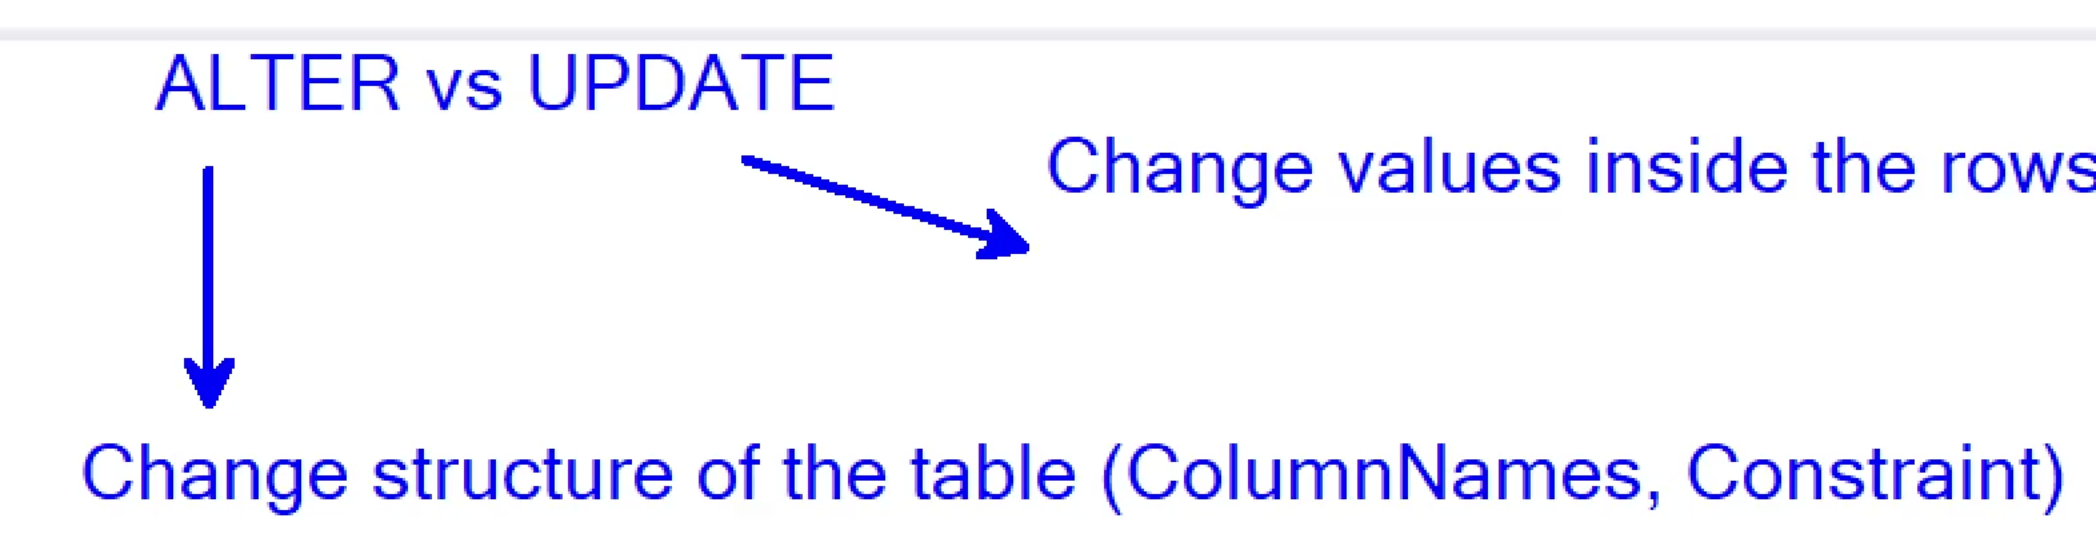 ALTER vs UPDATE
Change values inside the rows
Change structure of the table (ColumnNames, Constraint)